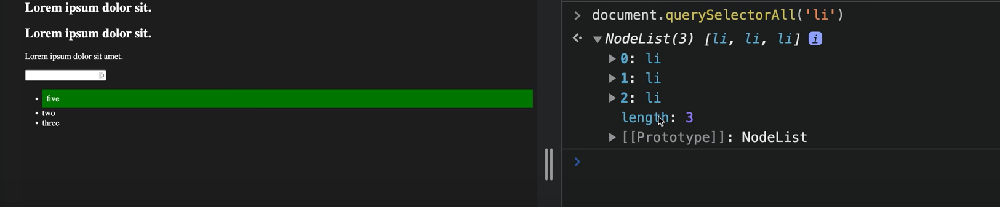 Lorem ipsum dolor sit.
Lorem ipsum dolor sit.
Lorem ipsum dolor sit amet.
• five
• two
• three
> document.querySelectorAll('li')
NodeList(3) [li, li, li] i
0: li
1: li
2: li
length: 3
[[Prototype]]: NodeList
>